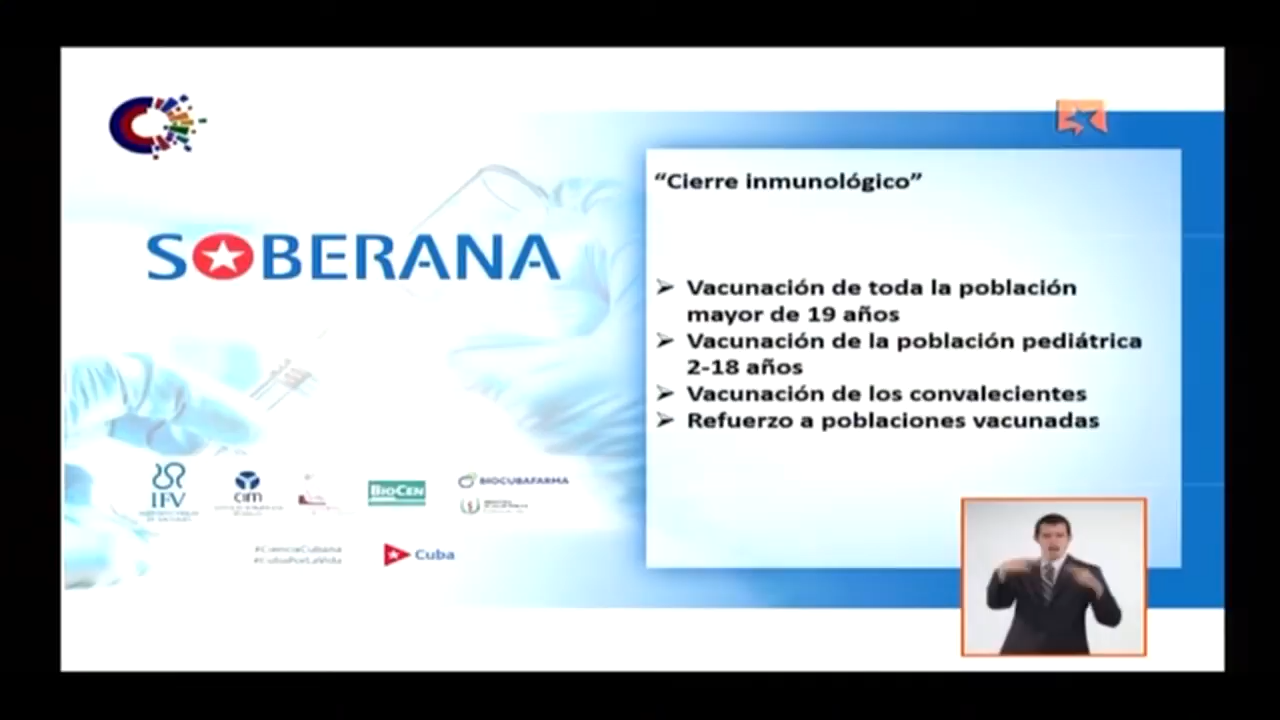 SOBERANA
“Cierre inmunológico”
➢ Vacunación de toda la población
mayor de 19 años
➢ Vacunación de la población pediátrica
2-18 años
➢ Vacunación de los convalecientes
➢ Refuerzo a poblaciones vacunadas
IFV
cim
BIOCEN
BIOCUBAFARMA
#CienciaCubana
#CubaPorLaVida
Cuba